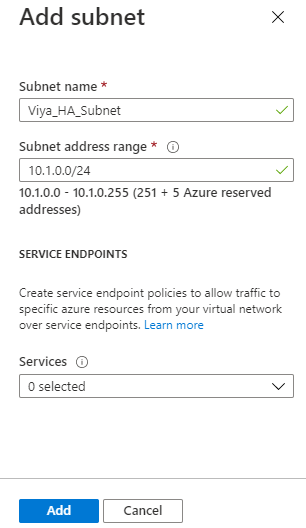 Add subnet
Subnet name *
Viya_HA_Subnet
Subnet address range *
10.1.0.0/24
10.1.0.0 - 10.1.0.255 (251 + 5 Azure reserved
addresses)
SERVICE ENDPOINTS
Create service endpoint policies to allow traffic to
specific azure resources from your virtual network
over service endpoints. Learn more
Services
0 selected
Add
Cancel